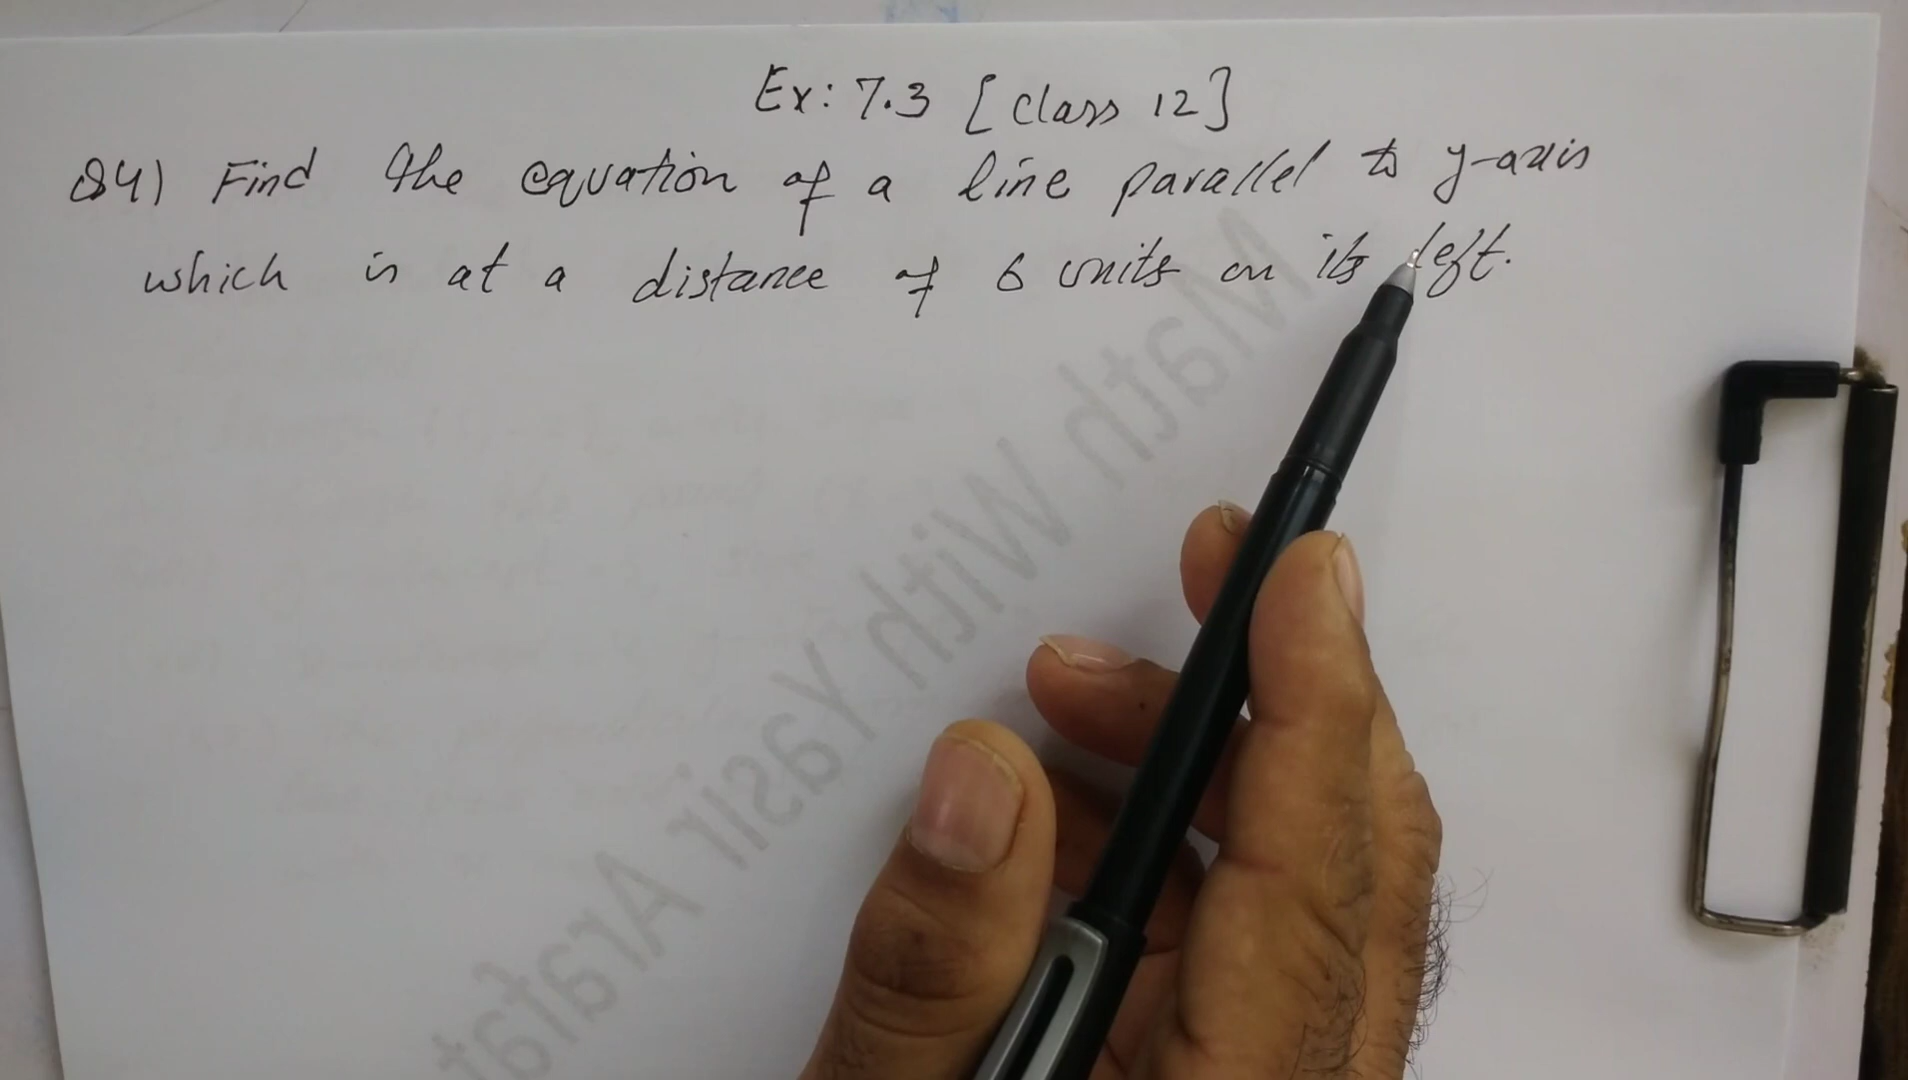 Ex: 7.3 [Class 12]
Q4) Find the equation of a line parallel to y-axis
which is at a distance of 6 units on its left.
Math With Yasir Arafat